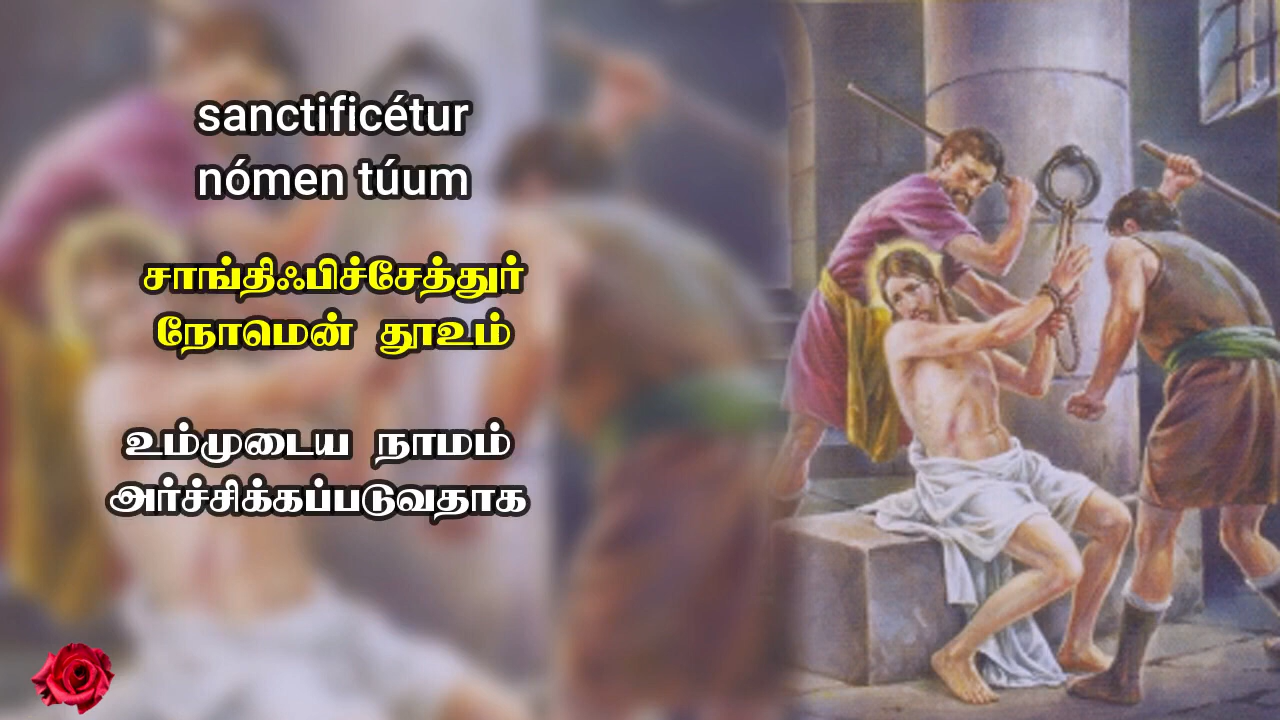 sanctificétur
nómen túum
சாங்திஃபிச்சேத்துர்
நோமென் தூஉம்
உம்முடைய நாமம்
அர்ச்சிக்கப்படுவதாக